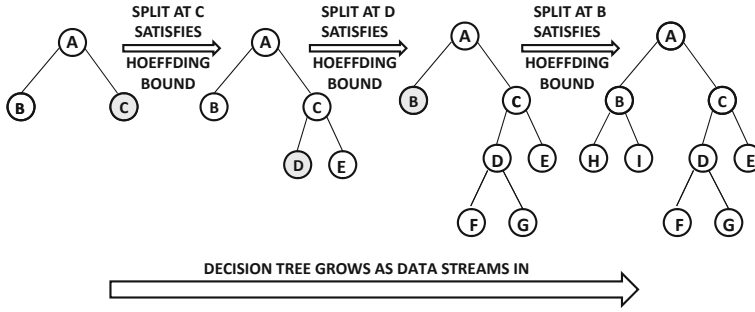 SPLIT AT C
SATISFIES
HOEFFDING
BOUND
SPLIT AT D
SATISFIES
HOEFFDING
BOUND
SPLIT AT B
SATISFIES
HOEFFDING
BOUND
A
B
C
A
B
C
D
E
A
B
C
D
E
F
G
A
B
C
H
I
D
E
F
G
DECISION TREE GROWS AS DATA STREAMS IN